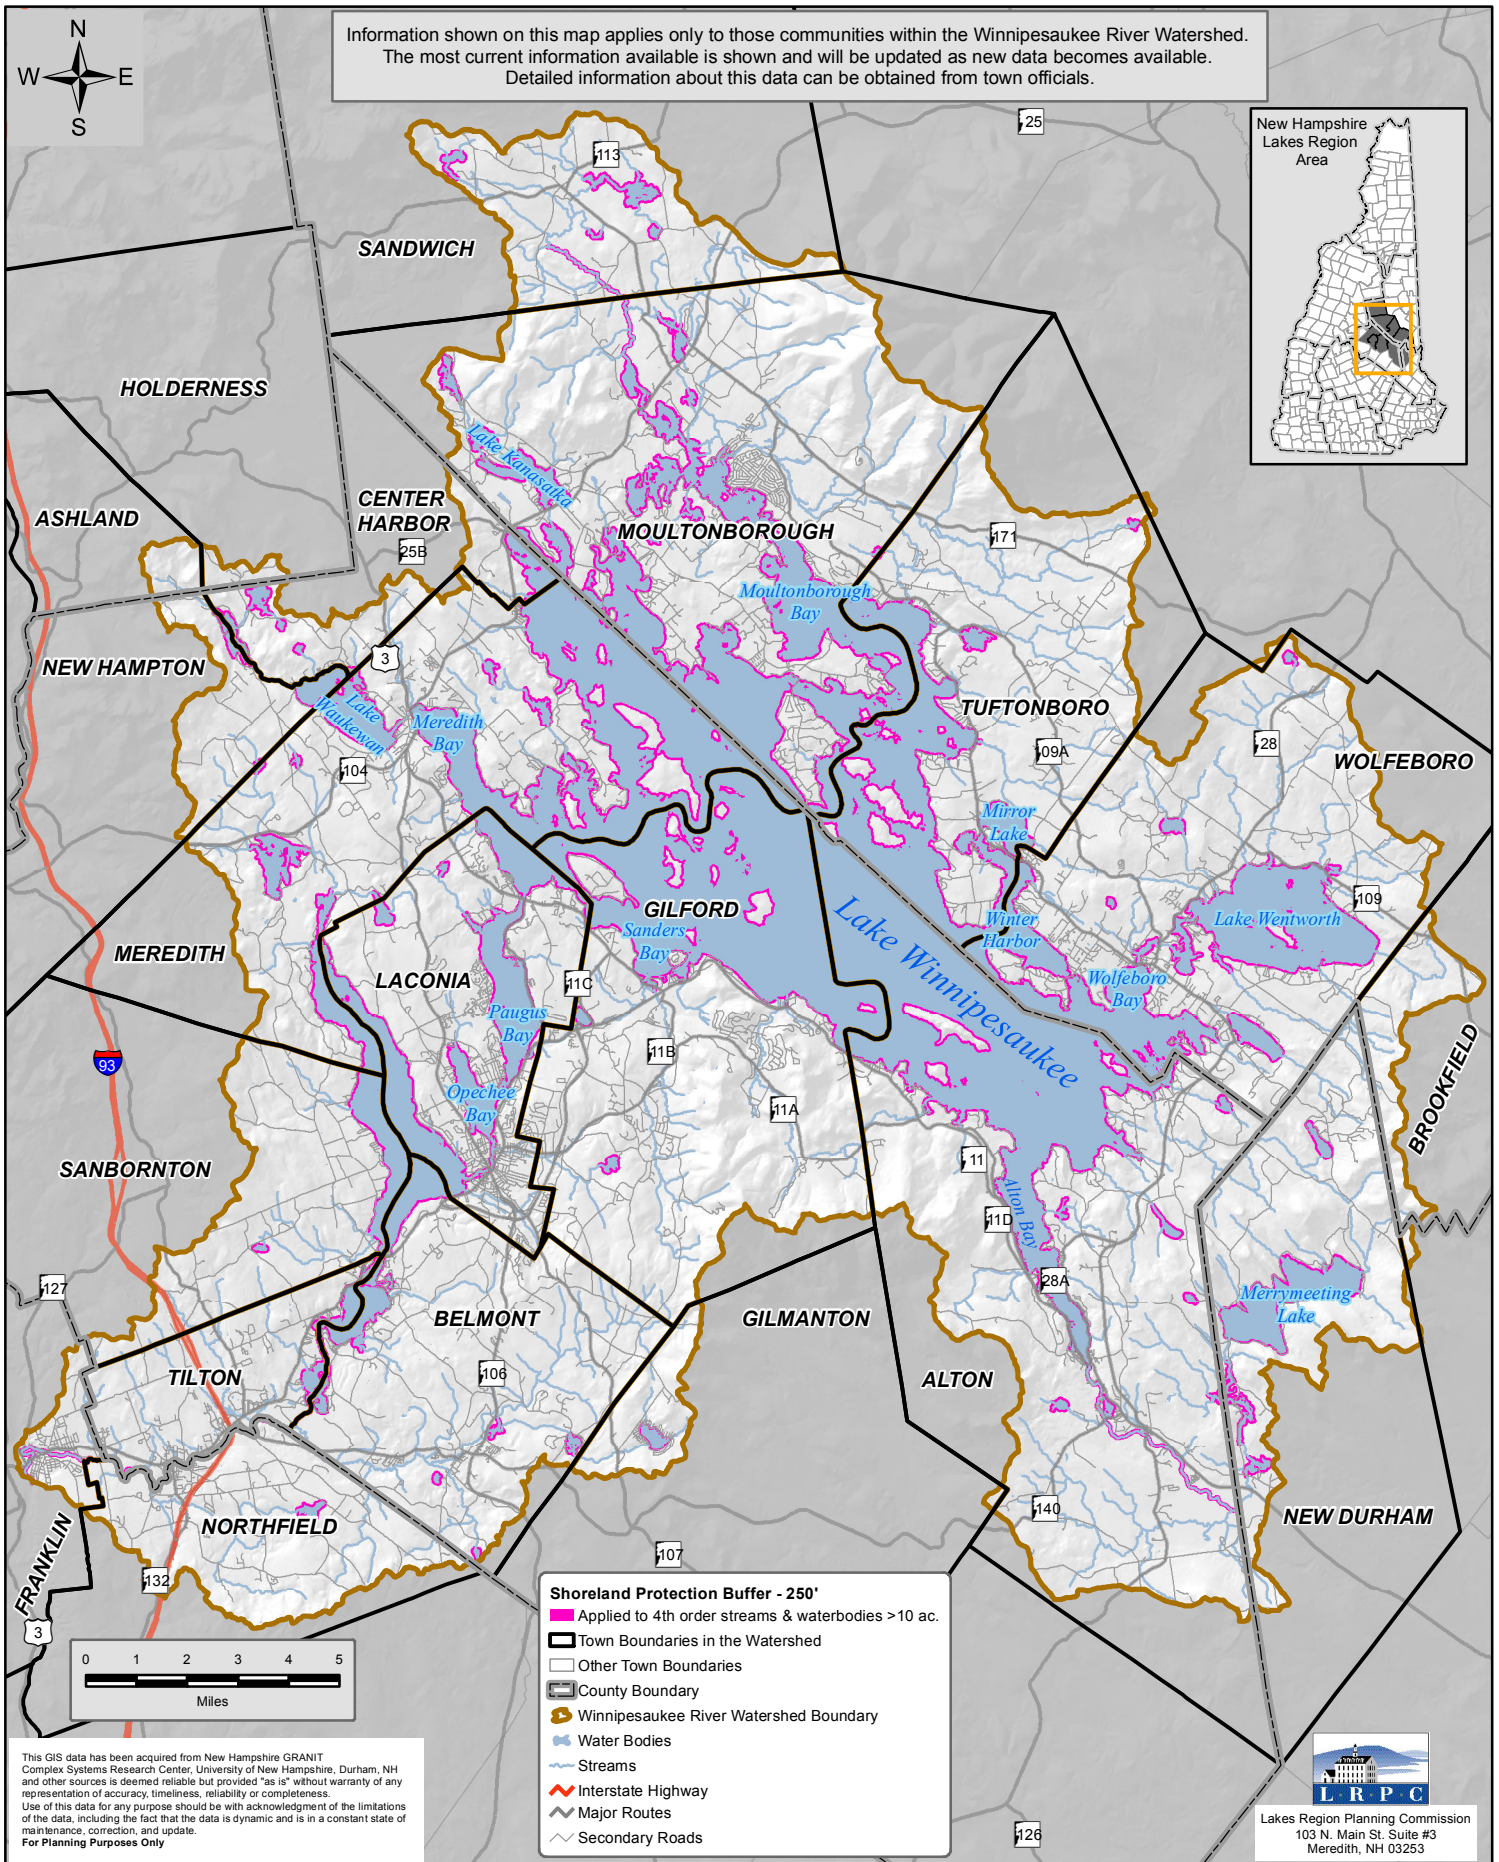 N
W E
S
Information shown on this map applies only to those communities within the Winnipesaukee River Watershed.
The most current information available is shown and will be updated as new data becomes available.
Detailed information about this data can be obtained from town officials.
New Hampshire
Lakes Region
Area
25
113
SANDWICH
HOLDERNESS
Lake Kanasatka
CENTER
HARBOR
ASHLAND
MOULTONBOROUGH
171
25B
Moultonborough
Bay
NEW HAMPTON
3
TUFTONBORO
Lake
Waukewan
Meredith
Bay
28
09A
WOLFEBORO
104
Mirror
Lake
109
GILFORD
Lake Wentworth
Sanders
Bay
Winter
Harbor
MEREDITH
LACONIA
11C
Lake Winnipesaukee
Wolfeboro
Bay
Paugus
Bay
93
11B
BROOKFIELD
Opechee
Bay
11A
SANBORNTON
11
Alton Bay
11D
127
28A
Merrymeeting
Lake
BELMONT
GILMANTON
TILTON
106
ALTON
NORTHFIELD
140
NEW DURHAM
FRANKLIN
107
132
3
0 1 2 3 4 5
Miles
Shoreland Protection Buffer - 250'
Applied to 4th order streams & waterbodies >10 ac.
Town Boundaries in the Watershed
Other Town Boundaries
County Boundary
Winnipesaukee River Watershed Boundary
Water Bodies
Streams
Interstate Highway
Major Routes
Secondary Roads
126
This GIS data has been acquired from New Hampshire GRANIT
Complex Systems Research Center, University of New Hampshire, Durham, NH
and other sources is deemed reliable but provided "as is" without warranty of any
representation of accuracy, timeliness, reliability or completeness.
Use of this data for any purpose should be with acknowledgment of the limitations
of the data, including the fact that the data is dynamic and is in a constant state of
maintenance, correction, and update.
For Planning Purposes Only
L·R·P·C
Lakes Region Planning Commission
103 N. Main St. Suite #3
Meredith, NH 03253